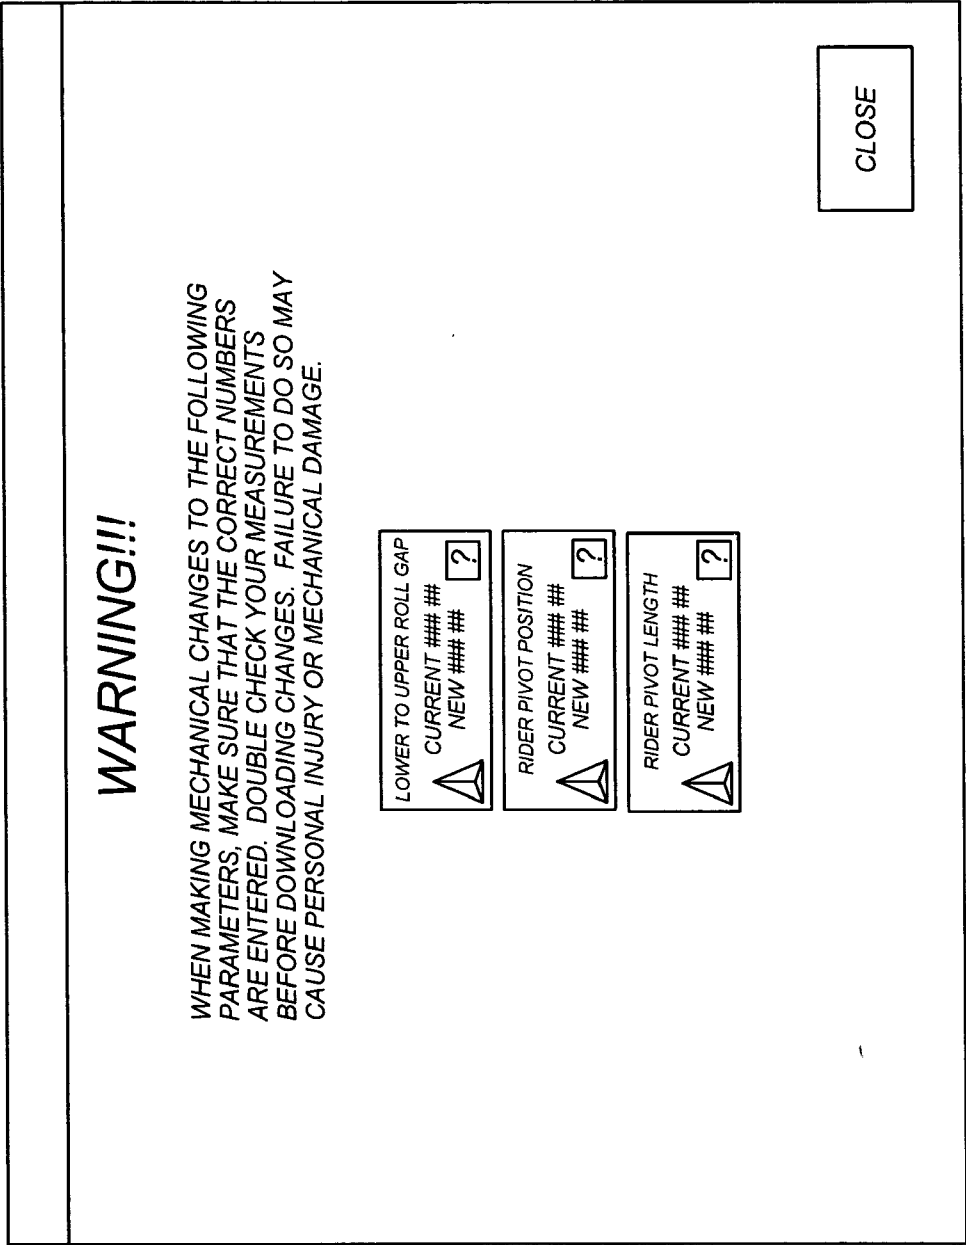 WARNING!!!
WHEN MAKING MECHANICAL CHANGES TO THE FOLLOWING
PARAMETERS, MAKE SURE THAT THE CORRECT NUMBERS
ARE ENTERED. DOUBLE CHECK YOUR MEASUREMENTS
BEFORE DOWNLOADING CHANGES. FAILURE TO DO SO MAY
CAUSE PERSONAL INJURY OR MECHANICAL DAMAGE.
LOWER TO UPPER ROLL GAP
CURRENT ### ##
NEW ### ##
?
RIDER PIVOT POSITION
CURRENT ### ##
NEW ### ##
?
RIDER PIVOT LENGTH
CURRENT ### ##
NEW ### ##
?
CLOSE